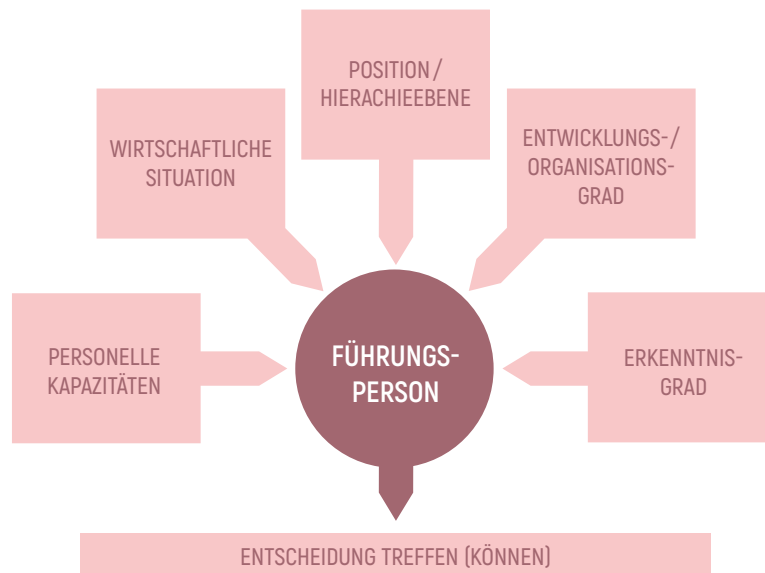 POSITION /
HIERACHIEEBENE
WIRTSCHAFTLICHE
SITUATION
ENTWICKLUNGS-/
ORGANISATIONS-
GRAD
PERSONELLE
KAPAZITÄTEN
FÜHRUNGS-
PERSON
ERKENNTNIS-
GRAD
ENTSCHEIDUNG TREFFEN (KÖNNEN)